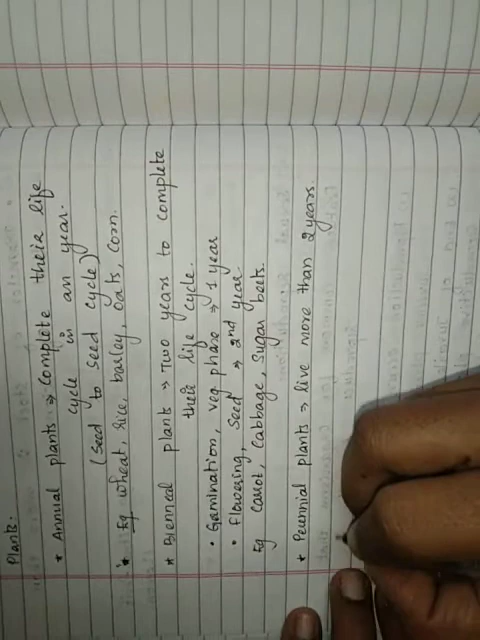 Plants.
* Annual plants ⇒ Complete their life
cycle in an year.
(seed to seed cycle)
* Eg wheat, rice, barley, oats, corn.
* Bienneal plants ⇒ Two years to complete
their life cycle.
• Germination, veg phase ⇒ 1 year
• flowering, seed ⇒ 2nd year
Eg carrot, cabbage, sugar beets.
* Perennial plants ⇒ live more than 2 years.